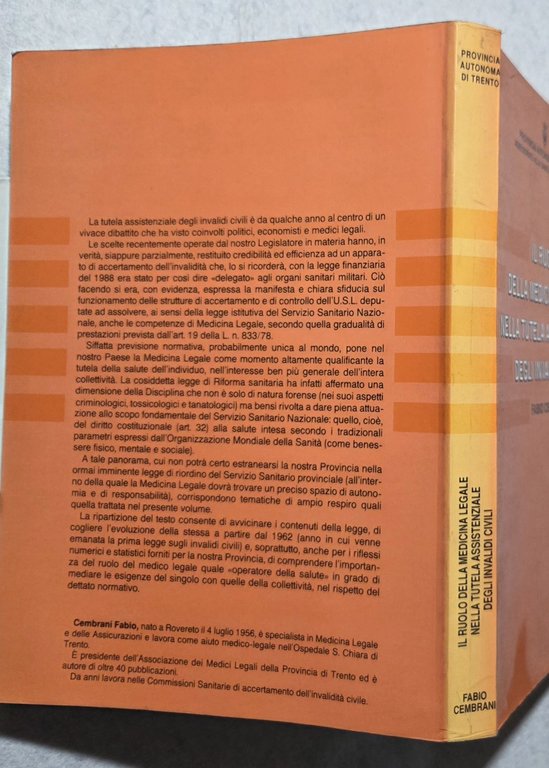 La tutela assistenziale degli invalidi civili è da qualche anno al centro di un
vivace dibattito che ha visto coinvolti politici, economisti e medici legali.
Le scelte recentemente operate dal nostro Legislatore in materia hanno, in
verità, siappure parzialmente, restituito credibilità ed efficienza ad un appara-
to di accertamento dell'invalidità che, lo si ricorderà, con la legge finanziaria
del 1986 era stato per così dire «delegato» agli organi sanitari militari. Ciò
facendo si era, con evidenza, espressa la manifesta e chiara sfiducia sul
funzionamento delle strutture di accertamento e di controllo dell'U.S.L. depu-
tate ad assolvere, ai sensi della legge istitutiva del Servizio Sanitario Nazio-
nale, anche le competenze di Medicina Legale, secondo quella gradualità di
prestazioni prevista dall'art. 19 della L. n. 833/78.
Siffatta previsione normativa, probabilmente unica al mondo, pone nel
nostro Paese la Medicina Legale come momento altamente qualificante la
tutela della salute dell'individuo, nell'interesse ben più generale dell'intera
collettività. La cosiddetta legge di Riforma sanitaria ha infatti affermato una
dimensione della Disciplina che non è solo di natura forense (nei suoi aspetti
criminologici, tossicologici e tanatologici) ma bensì rivolta a dare piena attua-
zione allo scopo fondamentale del Servizio Sanitario Nazionale: quello, cioè,
del diritto costituzionale (art. 32) alla salute intesa secondo i tradizionali
parametri espressi dall'Organizzazione Mondiale della Sanità (come benes-
sere fisico, mentale e sociale).
A tale panorama, cui non potrà certo estranearsi la nostra Provincia nella
ormai imminente legge di riordino del Servizio Sanitario provinciale (all'inter-
no della quale la Medicina Legale dovrà trovare un preciso spazio di autono-
mia e di responsabilità), corrispondono tematiche di ampio respiro quali
quella trattata nel presente volume.
La ripartizione del testo consente di avvicinare i contenuti della legge, di
cogliere l'evoluzione della stessa a partire dal 1962 (anno in cui venne
emanata la prima legge sugli invalidi civili) e, soprattutto, anche per i riflessi
numerici e statistici forniti per la nostra Provincia, di comprendere l'importan-
za del ruolo del medico legale quale «operatore della salute» in grado di
mediare le esigenze del singolo con quelle della collettività, nel rispetto del
dettato normativo.
Cembrani Fabio, nato a Rovereto il 4 luglio 1956, è specialista in Medicina Legale
e delle Assicurazioni e lavora come aiuto medico-legale nell'Ospedale S. Chiara di
Trento.
È presidente dell'Associazione dei Medici Legali della Provincia di Trento ed è
autore di oltre 40 pubblicazioni.
Da anni lavora nelle Commissioni Sanitarie di accertamento dell'invalidità civile.
PROVINCIA
AUTONOMA
DI TRENTO
IL RUOLO DELLA MEDICINA LEGALE
NELLA TUTELA ASSISTENZIALE
DEGLI INVALIDI CIVILI
FABIO
CEMBRANI
IL RUO
DELLA MEDICI
NELLA TUTELA
DEGLI INVA